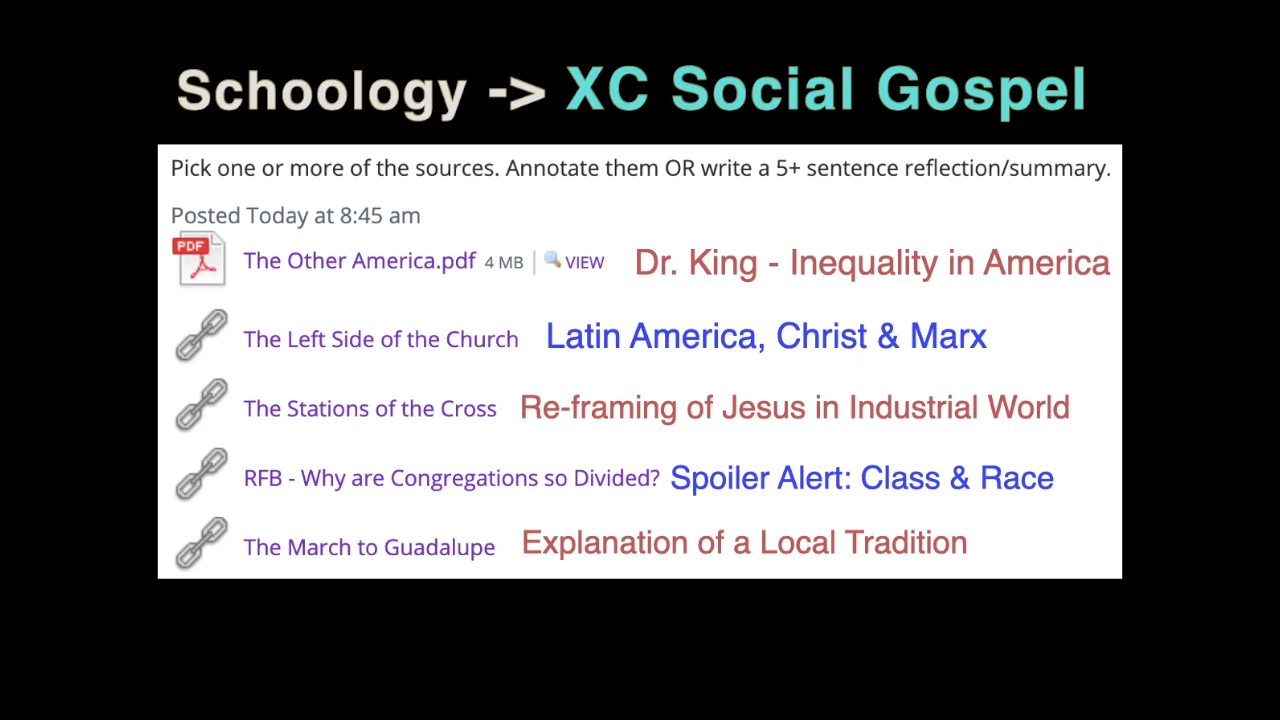 Schoology -> XC Social Gospel
Pick one or more of the sources. Annotate them OR write a 5+ sentence reflection/summary.
Posted Today at 8:45 am
PDF The Other America.pdf 4 MB | VIEW Dr. King - Inequality in America
The Left Side of the Church Latin America, Christ & Marx
The Stations of the Cross Re-framing of Jesus in Industrial World
RFB - Why are Congregations so Divided? Spoiler Alert: Class & Race
The March to Guadalupe Explanation of a Local Tradition